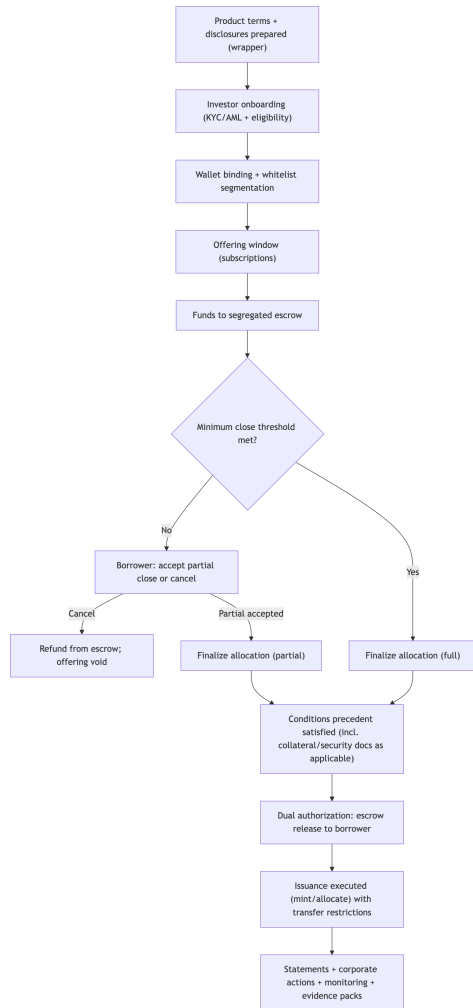 Product terms +
disclosures prepared
(wrapper)
Investor onboarding
(KYC/AML + eligibility)
Wallet binding + whitelist
segmentation
Offering window
(subscriptions)
Funds to segregated escrow
Minimum close threshold
met?
No
Yes
Borrower: accept partial
close or cancel
Cancel
Partial accepted
Refund from escrow;
offering void
Finalize allocation (partial)
Finalize allocation (full)
Conditions precedent
satisfied (incl.
collateral/security docs as
applicable)
Dual authorization: escrow
release to borrower
Issuance executed
(mint/allocate) with
transfer restrictions
Statements + corporate
actions + monitoring +
evidence packs